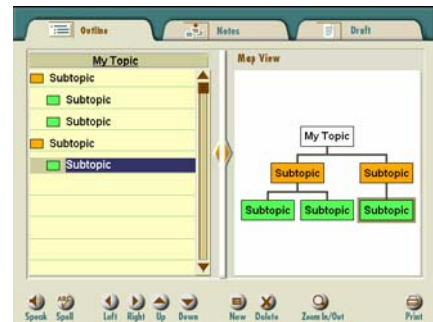 Outline Notes Draft
My Topic
Subtopic
Subtopic
Subtopic
Subtopic
Subtopic
Map View
My Topic
Subtopic Subtopic
Subtopic Subtopic Subtopic
Speak Spell Left Right Up Down New Delete Zoom In/Out Print